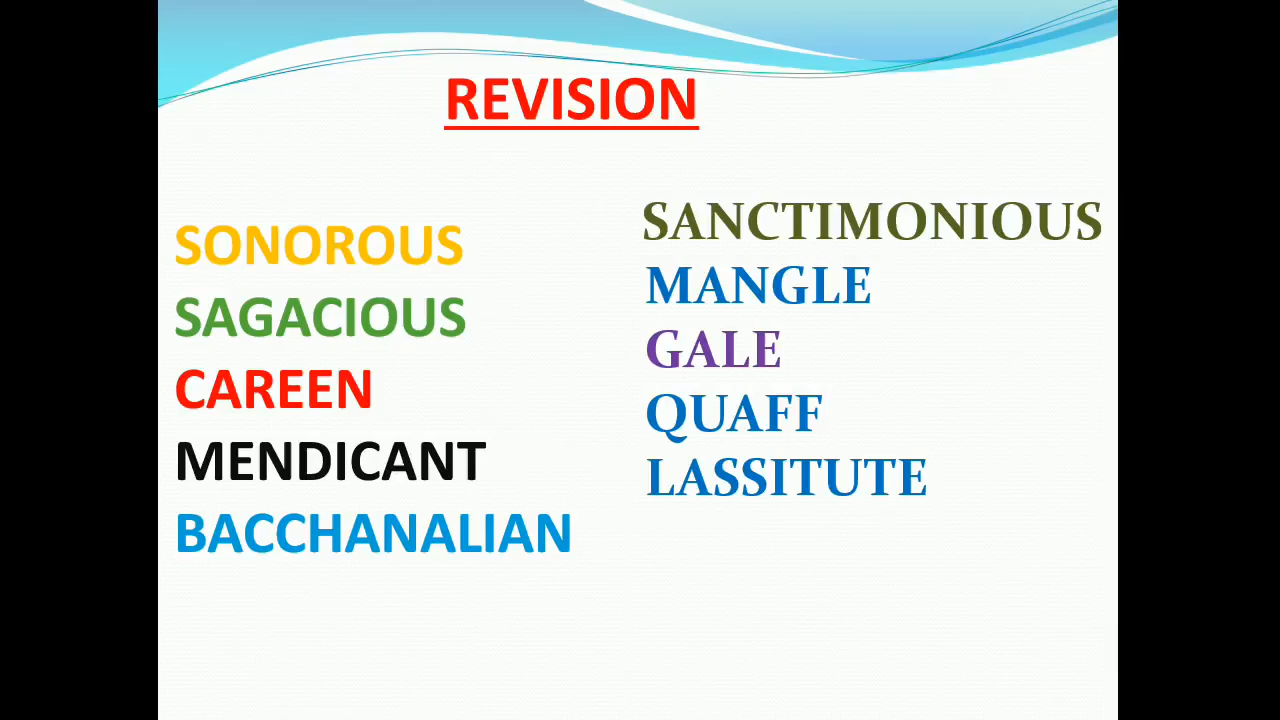 REVISION
SONOROUS
SAGACIOUS
CAREEN
MENDICANT
BACCHANALIAN
SANCTIMONIOUS
MANGLE
GALE
QUAFF
LASSITUTE